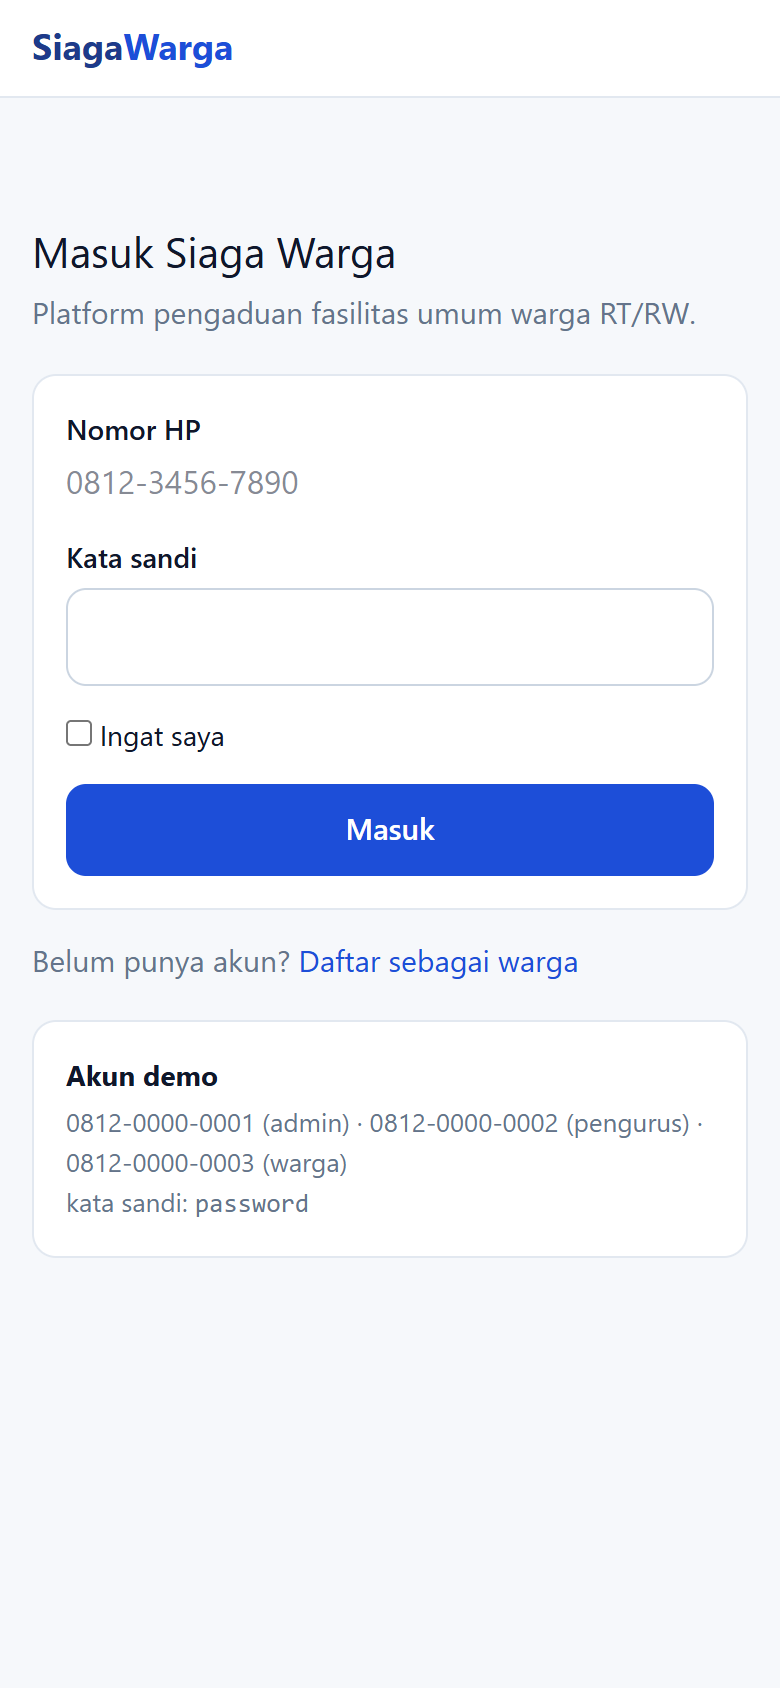 SiagaWarga
Masuk Siaga Warga
Platform pengaduan fasilitas umum warga RT/RW.
Nomor HP
0812-3456-7890
Kata sandi
Ingat saya
Masuk
Belum punya akun? Daftar sebagai warga
Akun demo
0812-0000-0001 (admin) · 0812-0000-0002 (pengurus) ·
0812-0000-0003 (warga)
kata sandi: password